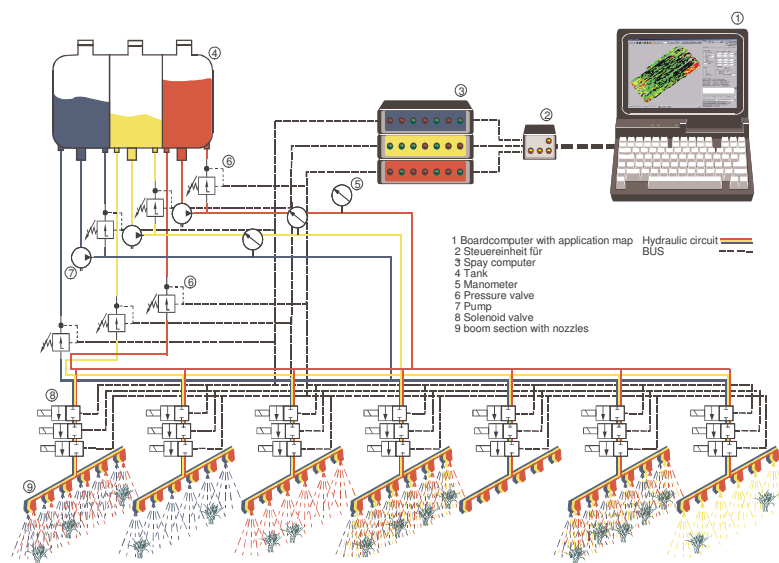 1
4
3
2
6
5
7
6
1 Boardcomputer with application map
2 Steuereinheit für
3 Spay computer
4 Tank
5 Manometer
6 Pressure valve
7 Pump
8 Solenoid valve
9 boom section with nozzles
Hydraulic circuit
BUS
8
9